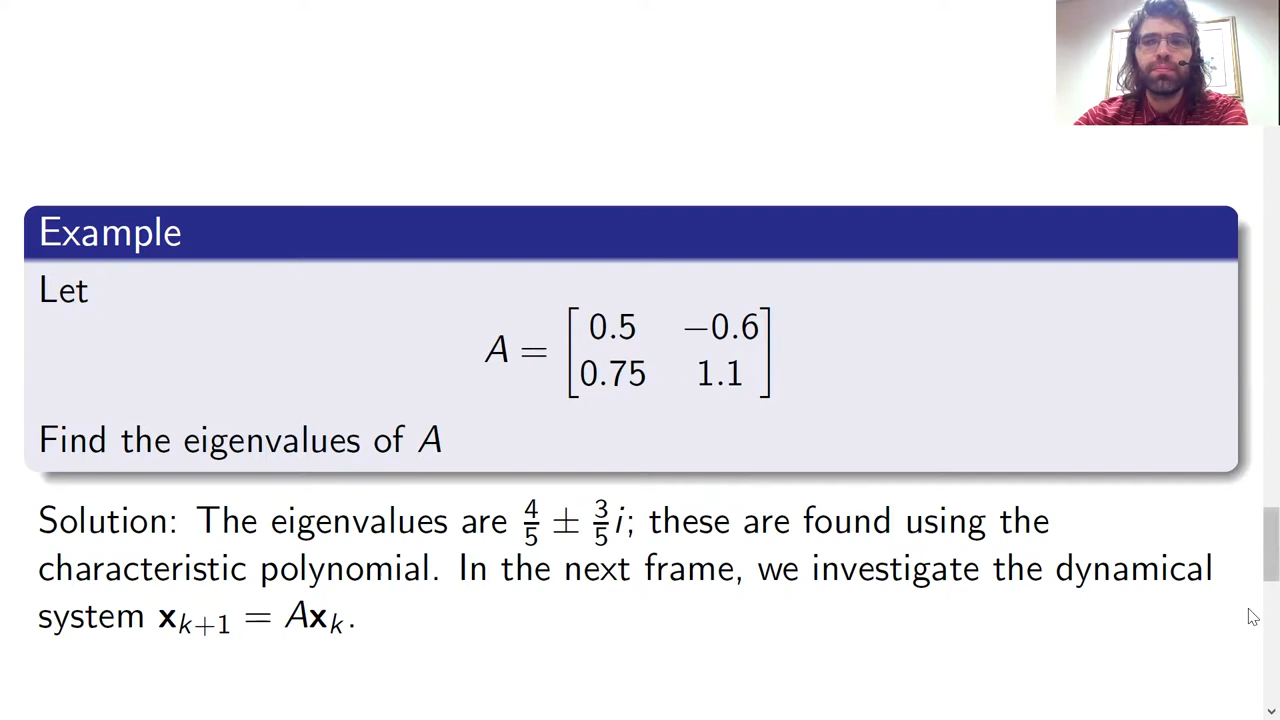 Example
Let
A = [0.5 −0.6
0.75 1.1]
Find the eigenvalues of A
Solution: The eigenvalues are 4/5 ± 3/5 i; these are found using the
characteristic polynomial. In the next frame, we investigate the dynamical
system x_{k+1} = Ax_k.